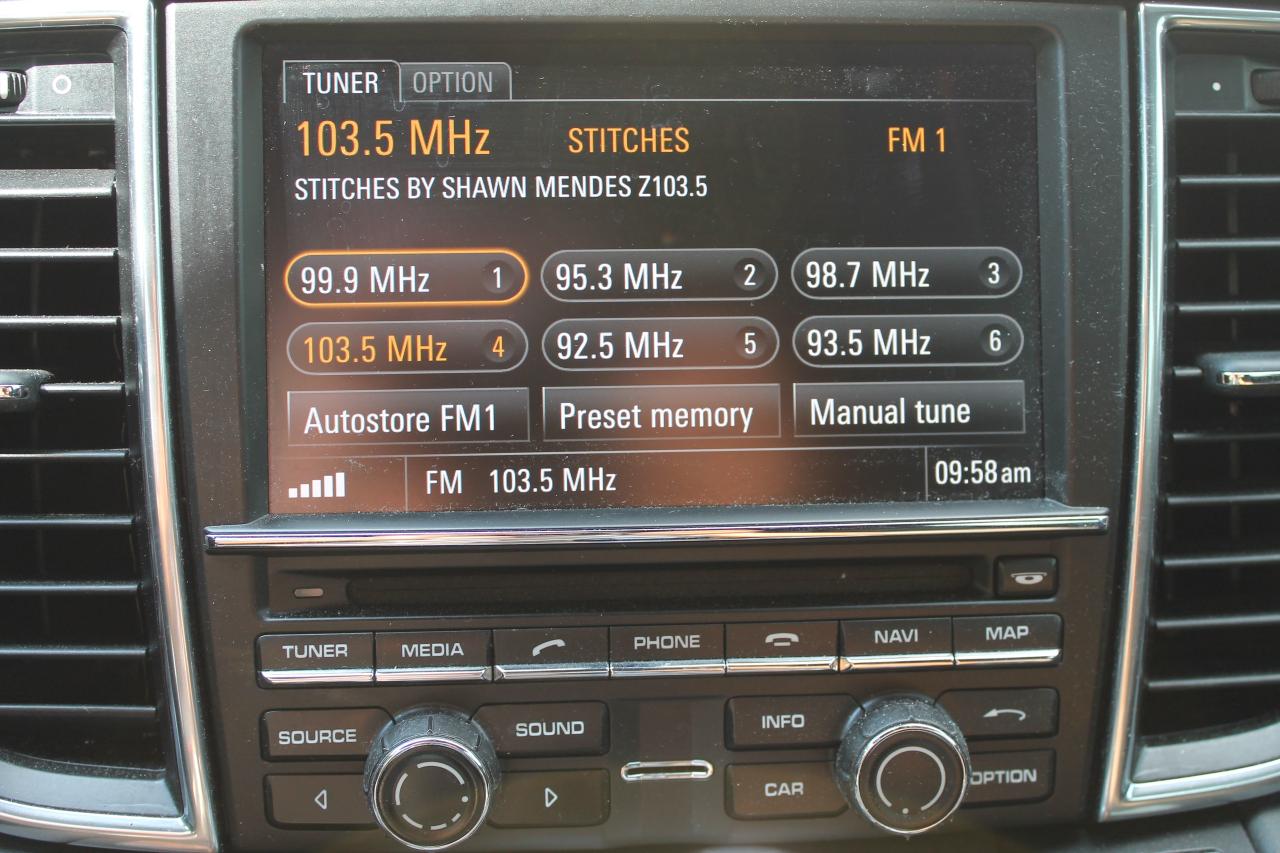 TUNER OPTION
103.5 MHz STITCHES FM 1
STITCHES BY SHAWN MENDES Z103.5
99.9 MHz 1 95.3 MHz 2 98.7 MHz 3
103.5 MHz 4 92.5 MHz 5 93.5 MHz 6
Autostore FM1 Preset memory Manual tune
FM 103.5 MHz 09:58 am
TUNER MEDIA PHONE NAVI MAP
SOURCE SOUND INFO
CAR OPTION